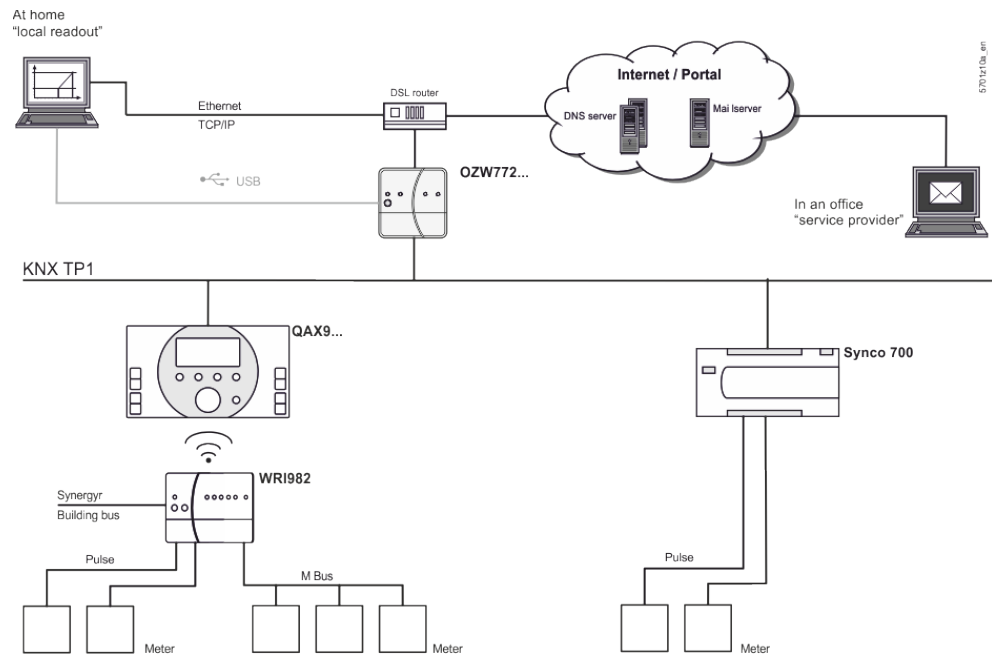 At home
“local readout”
5701z10a_en
Internet / Portal
DSL router
Ethernet
TCP/IP
DNS server
Mai lserver
USB
OZW772...
In an office
“service provider”
KNX TP1
QAX9...
Synco 700
WRI982
Synergyr
Building bus
Pulse
M Bus
Pulse
Meter
Meter
Meter